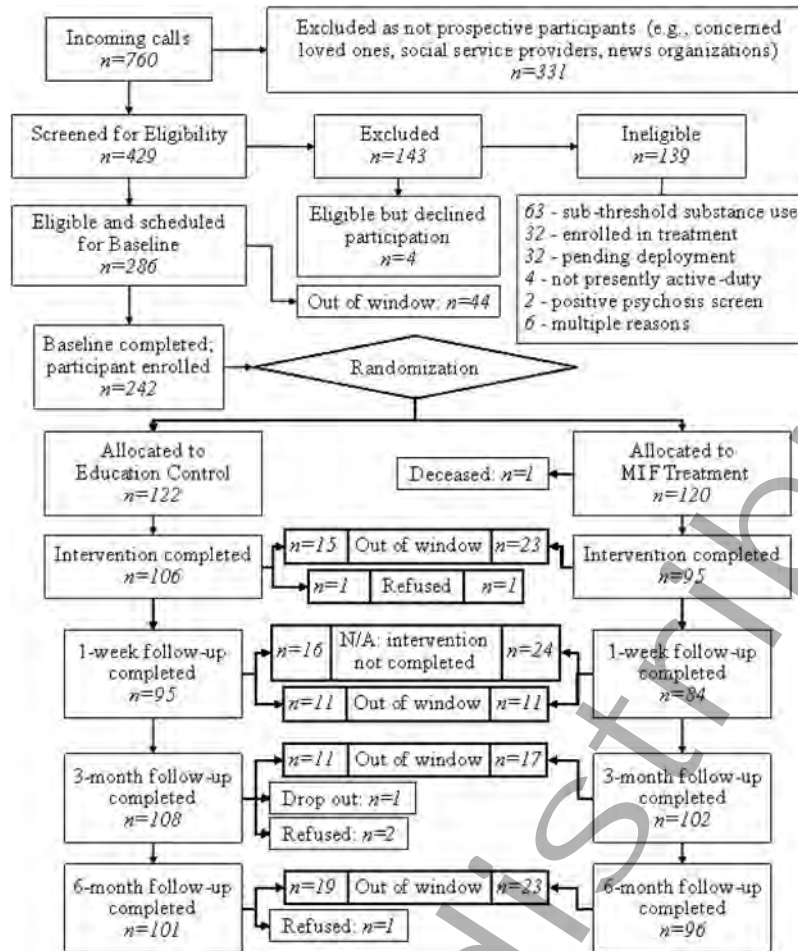 Incoming calls
n=760
Excluded as not prospective participants (e.g., concerned
loved ones, social service providers, news organizations)
n=331
Screened for Eligibility
n=429
Excluded
n=143
Ineligible
n=139
Eligible and scheduled
for Baseline
n=286
Eligible but declined
participation
n=4
63 - sub-threshold substance use
32 - enrolled in treatment
32 - pending deployment
4 - not presently active-duty
2 - positive psychosis screen
6 - multiple reasons
Out of window: n=44
Baseline completed;
participant enrolled
n=242
Randomization
Allocated to
Education Control
n=122
Deceased: n=1
Allocated to
MIF Treatment
n=120
Intervention completed
n=106
n=15 Out of window n=23
n=1 Refused n=1
Intervention completed
n=95
1-week follow-up
completed
n=95
n=16 N/A: intervention
not completed n=24
n=11 Out of window n=11
1-week follow-up
completed
n=84
3-month follow-up
completed
n=108
n=11 Out of window n=17
Drop out: n=1
Refused: n=2
3-month follow-up
completed
n=102
6-month follow-up
completed
n=101
n=19 Out of window n=23
Refused: n=1
6-month follow-up
completed
n=96